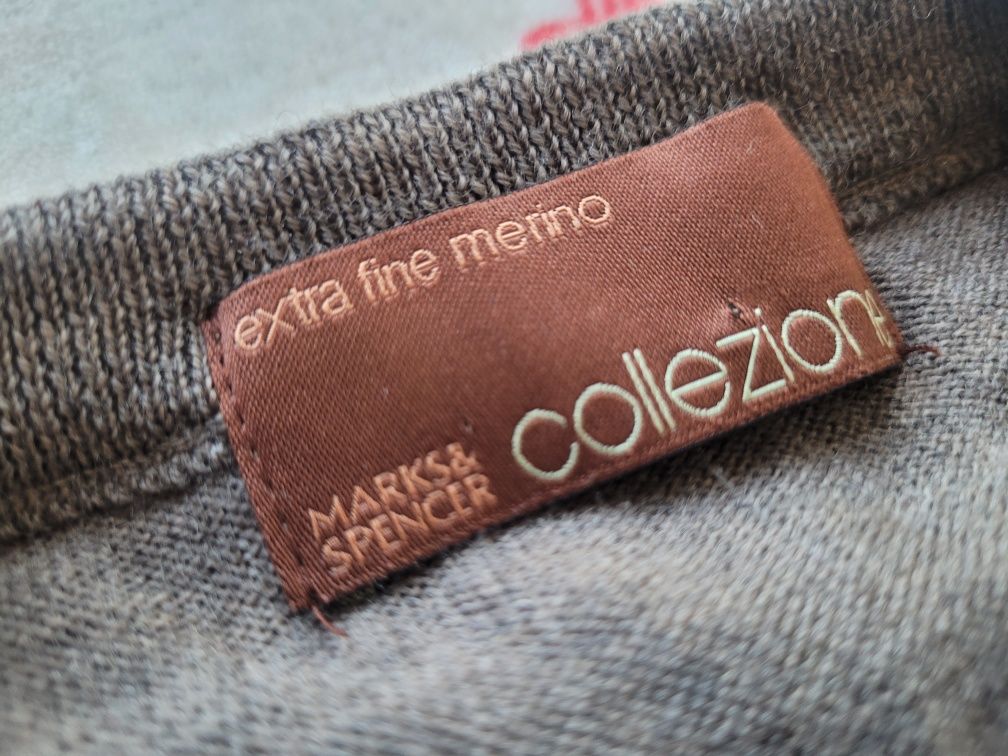 extra fine merino
MARKS&
SPENCER
collezione